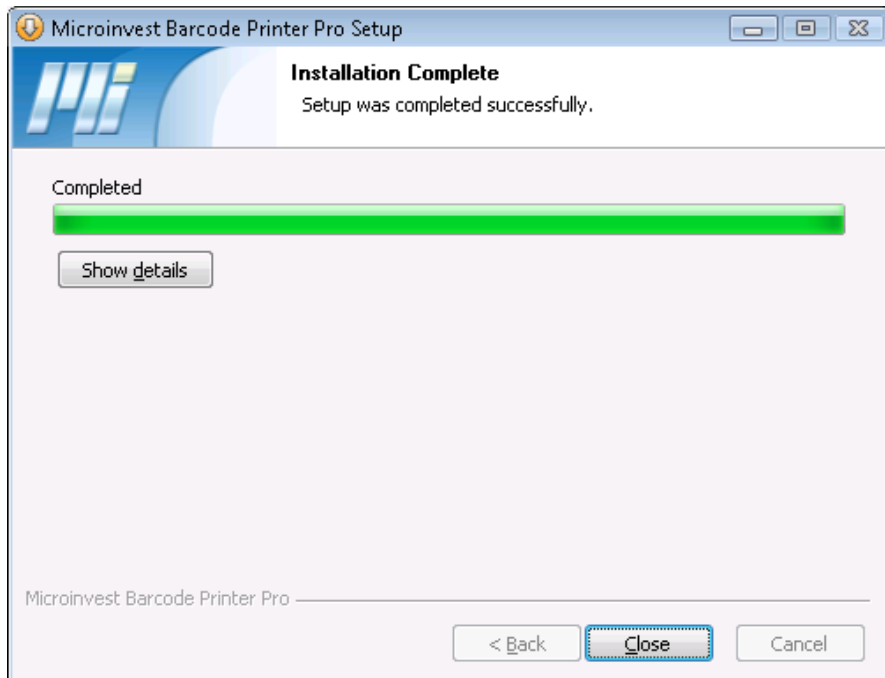 Microinvest Barcode Printer Pro Setup
Installation Complete
Setup was completed successfully.
Completed
Show details
Microinvest Barcode Printer Pro
< Back
Close
Cancel